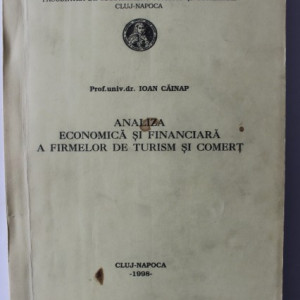 CLUJ-NAPOCA
Prof.univ.dr. IOAN CĂINAP
ANALIZA
ECONOMICĂ ȘI FINANCIARĂ
A FIRMELOR DE TURISM ȘI COMERȚ
CLUJ-NAPOCA
-1998-